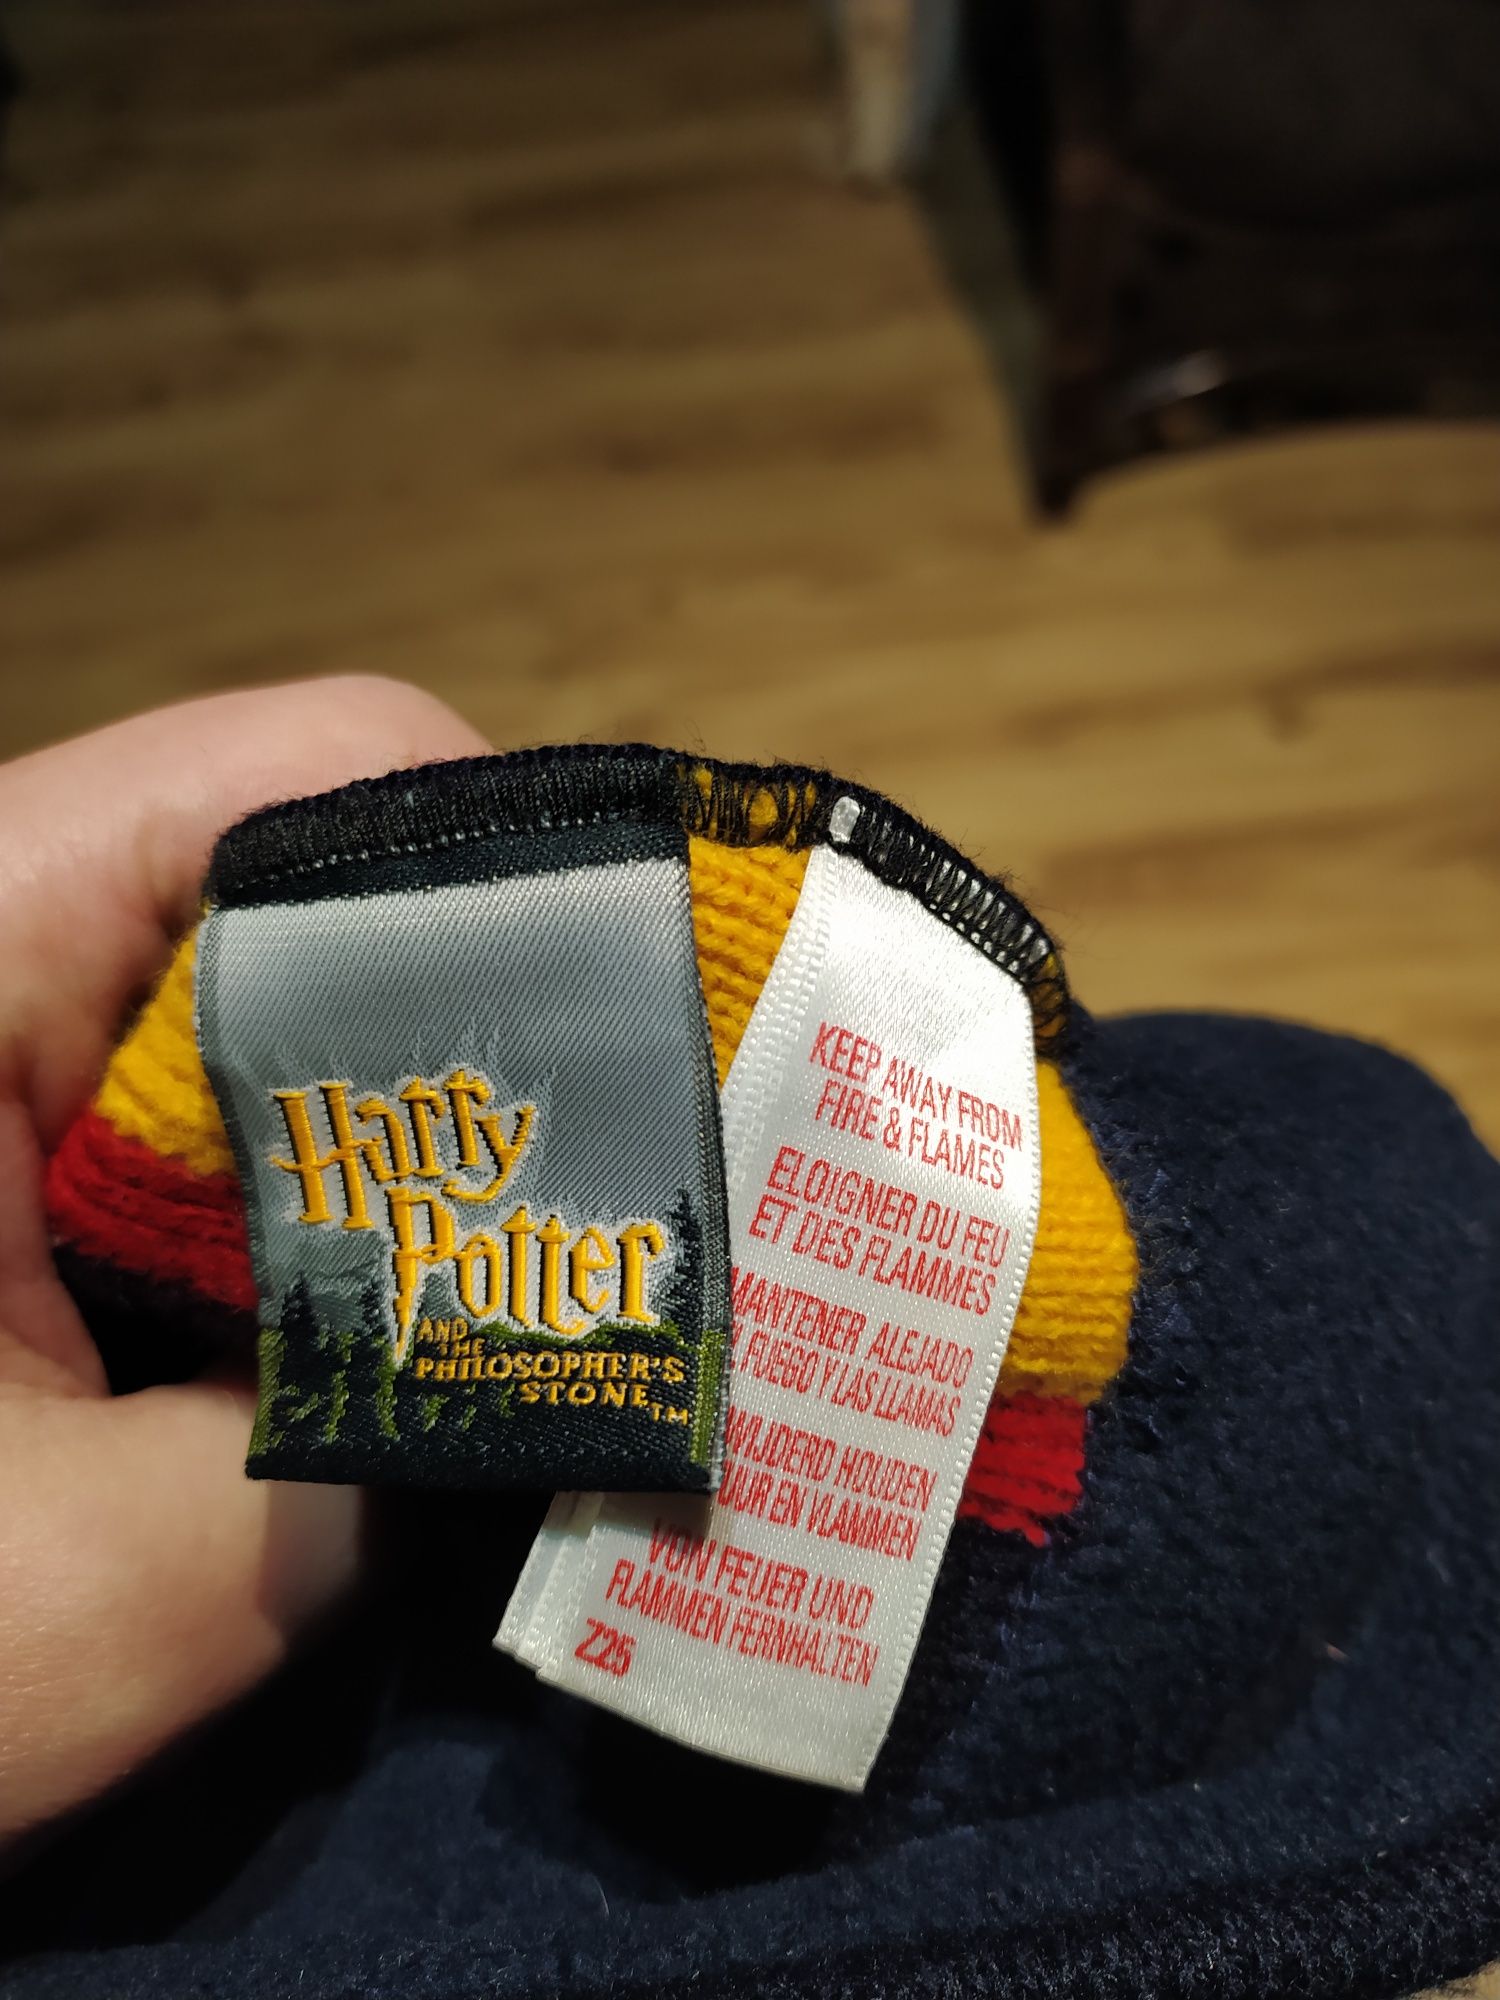 Harry
Potter
AND
THE
PHILOSOPHER'S
STONE
TM
KEEP AWAY FROM
FIRE & FLAMES
ELOIGNER DU FEU
ET DES FLAMMES
MANTENER ALEJADO
FUEGO Y LAS LLAMAS
HOUDEN
EN VLAMMEN
VON FEUER UND
FLAMMEN FERNHALTEN
Z25